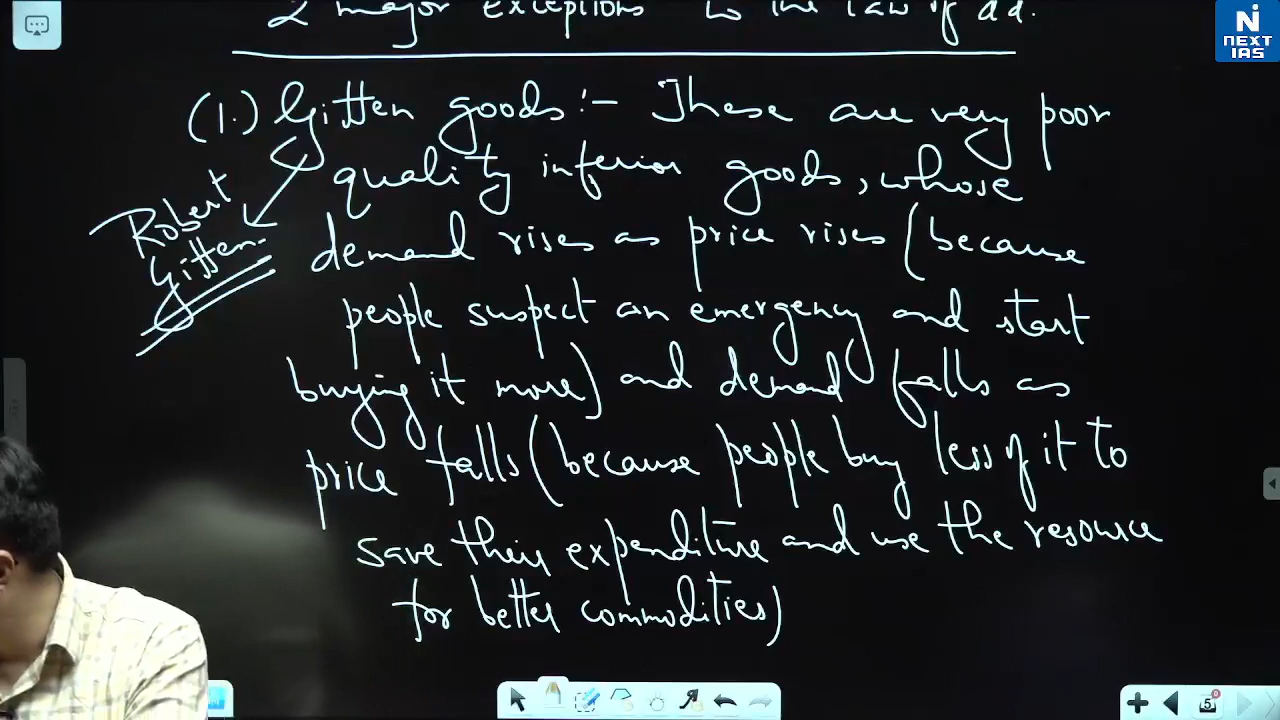 2 major exceptions to the law of dd.
NEXT
IAS
(1.) Gitten goods:- These are very poor
quality inferior goods, whose
Robert
Gitten.
demand rises as price rises (because
people suspect an emergency and start
buying it more) and demand falls as
price falls (because people buy less of it to
save their expenditure and use the resource
for better commodities)